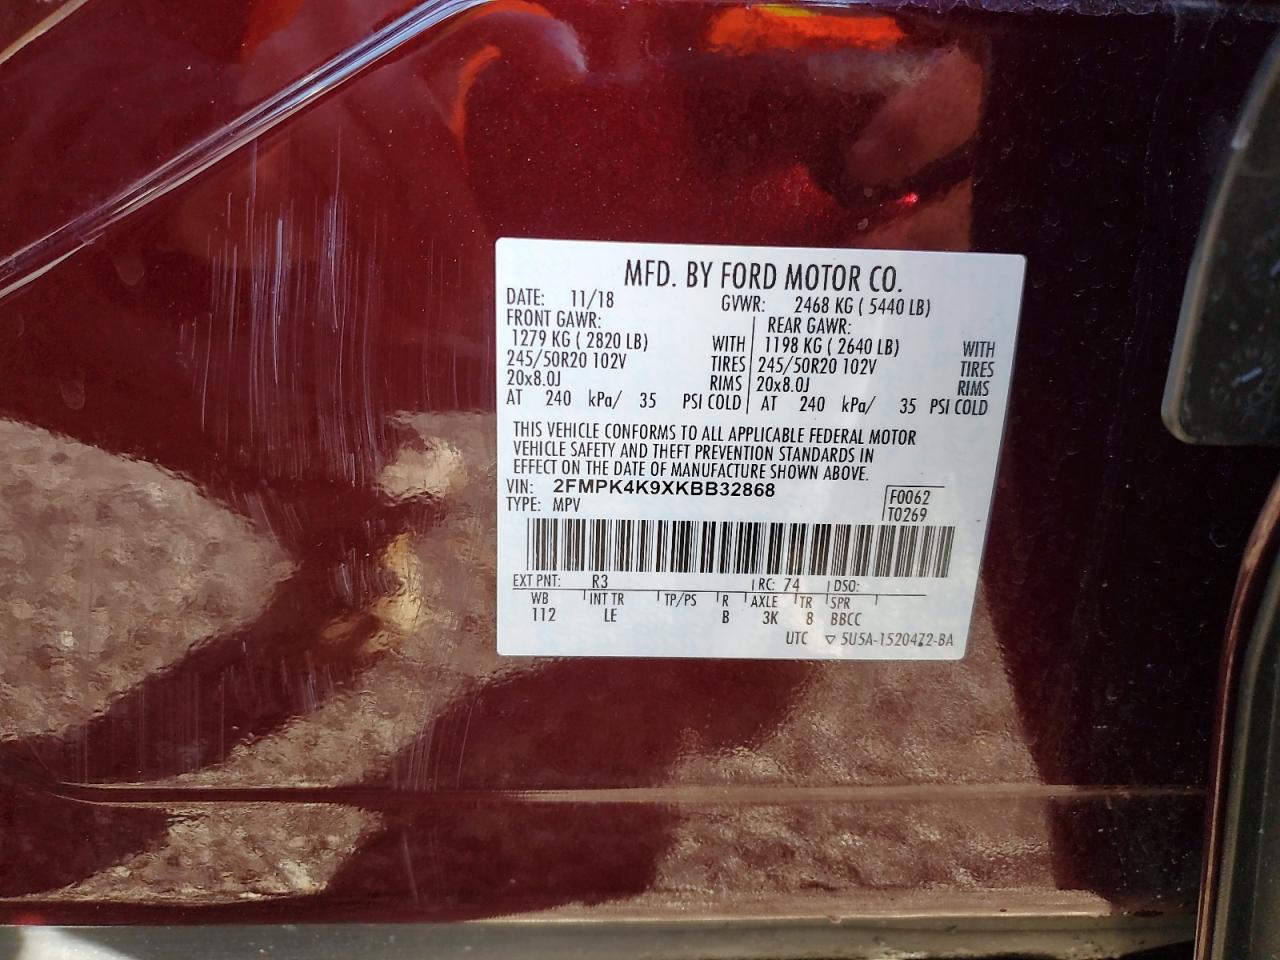 MFD. BY FORD MOTOR CO.
DATE: 11/18 GVWR: 2468 KG ( 5440 LB)
FRONT GAWR: REAR GAWR:
1279 KG ( 2820 LB) WITH 1198 KG ( 2640 LB) WITH
245/50R20 102V TIRES 245/50R20 102V TIRES
20x8.0J RIMS 20x8.0J RIMS
AT 240 kPa/ 35 PSI COLD AT 240 kPa/ 35 PSI COLD
THIS VEHICLE CONFORMS TO ALL APPLICABLE FEDERAL MOTOR
VEHICLE SAFETY AND THEFT PREVENTION STANDARDS IN
EFFECT ON THE DATE OF MANUFACTURE SHOWN ABOVE.
VIN: 2FMPK4K9XKBB32868 F0062
TYPE: MPV T0269
EXT PNT: R3 RC: 74 DSO:
WB INT TR TP/PS R AXLE TR SPR
112 LE B 3K 8 BBCC
UTC ▽ 5U5A-1520472-BA